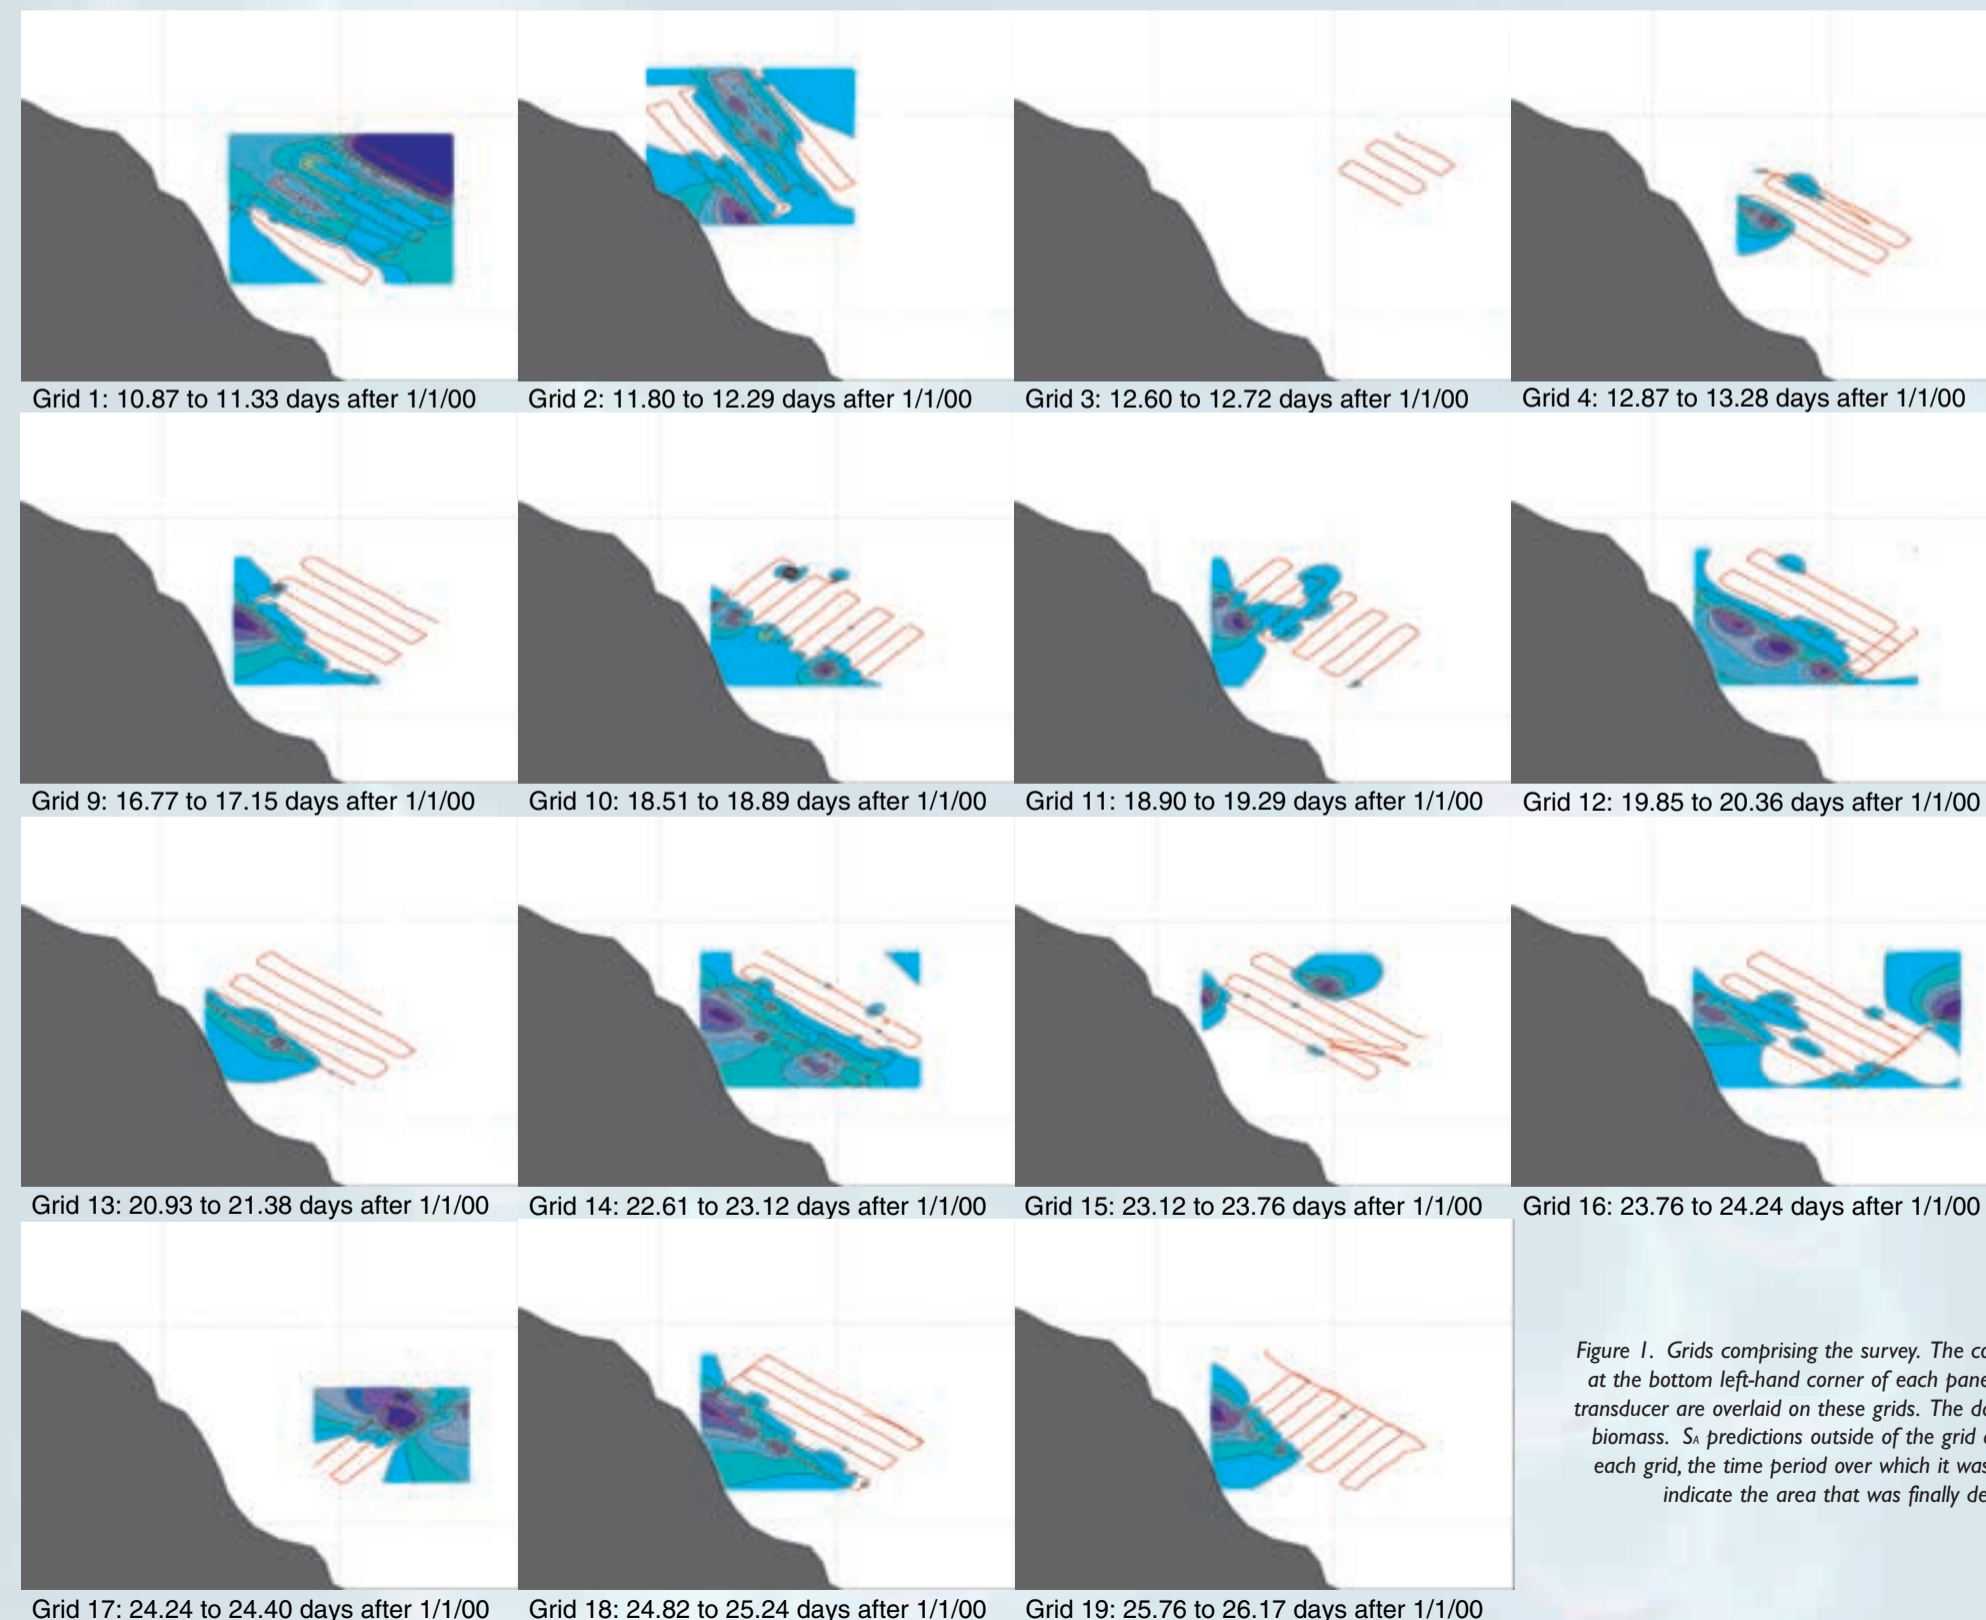 Grid 1: 10.87 to 11.33 days after 1/1/00
Grid 2: 11.80 to 12.29 days after 1/1/00
Grid 3: 12.60 to 12.72 days after 1/1/00
Grid 4: 12.87 to 13.28 days after 1/1/00
Grid 9: 16.77 to 17.15 days after 1/1/00
Grid 10: 18.51 to 18.89 days after 1/1/00
Grid 11: 18.90 to 19.29 days after 1/1/00
Grid 12: 19.85 to 20.36 days after 1/1/00
Grid 13: 20.93 to 21.38 days after 1/1/00
Grid 14: 22.61 to 23.12 days after 1/1/00
Grid 15: 23.12 to 23.76 days after 1/1/00
Grid 16: 23.76 to 24.24 days after 1/1/00
Figure 1. Grids comprising the survey. The
at the bottom left-hand corner of each
transducer are overlaid on these grids. The
biomass. SA predictions outside of the grid
each grid, the time period over which it was
indicate the area that was finally
Grid 17: 24.24 to 24.40 days after 1/1/00
Grid 18: 24.82 to 25.24 days after 1/1/00
Grid 19: 25.76 to 26.17 days after 1/1/00